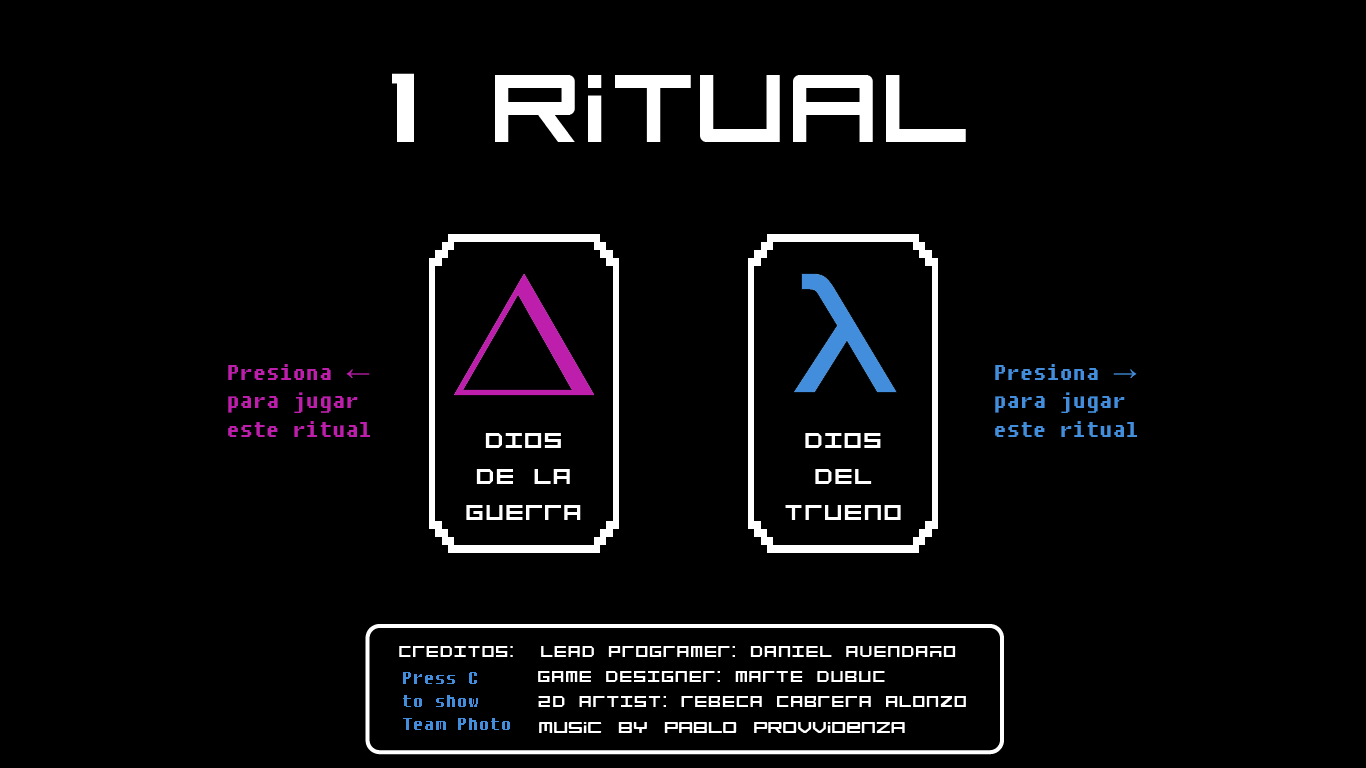 1 RiTUAL
Presiona ←
para jugar
este ritual
λ
DIOS
DE LA
GUERRA
DIOS
DEL
TRUENO
Presiona →
para jugar
este ritual
CREDITOS:
Press C
to show
Team Photo
LEAD PROGRAMER: DANIEL AVENDAÑO
GAME DESIGNER: MARTE DUBUC
2D ARTIST: REBECA CABRERA ALONZO
MUSiC BY PABLO PROVViDENZA